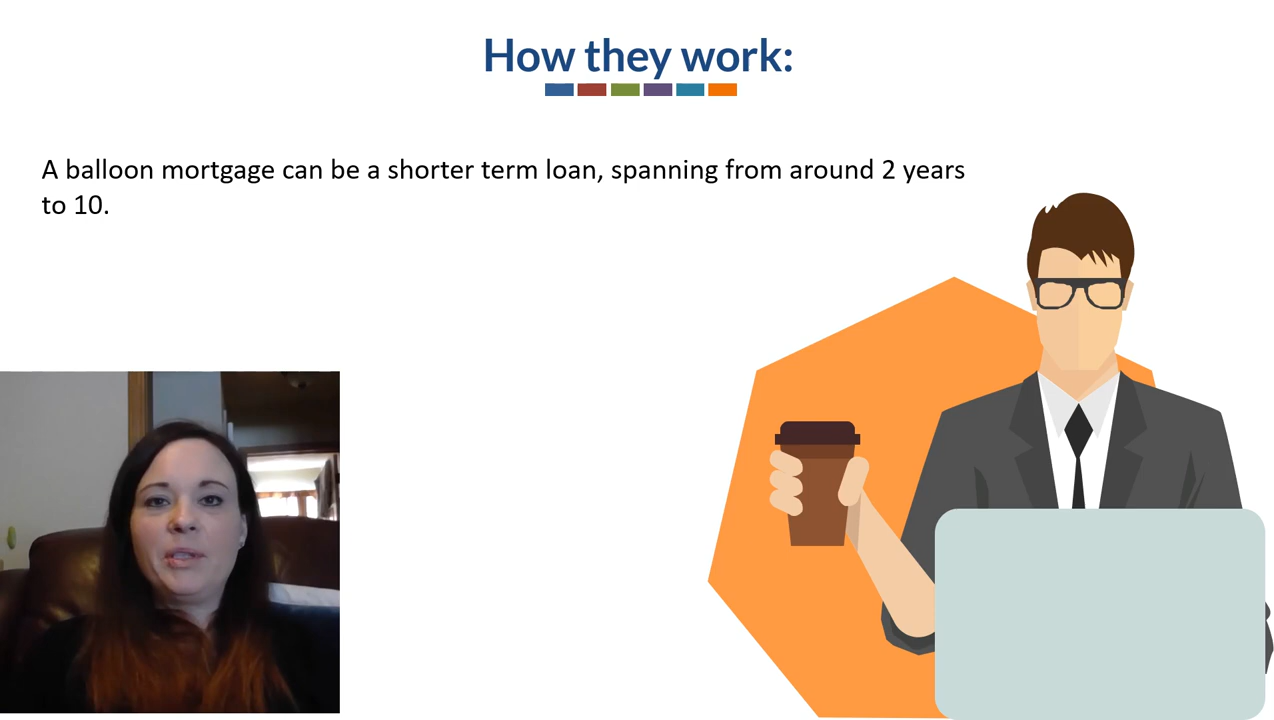 How they work:
A balloon mortgage can be a shorter term loan, spanning from around 2 years
to 10.